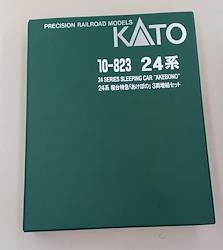 PRECISION RAILROAD MODELS
KATO
10-823 24系
24 SERIES SLEEPING CAR "AKEBONO"
24系 寝台特急「あけぼの」3両増結セット